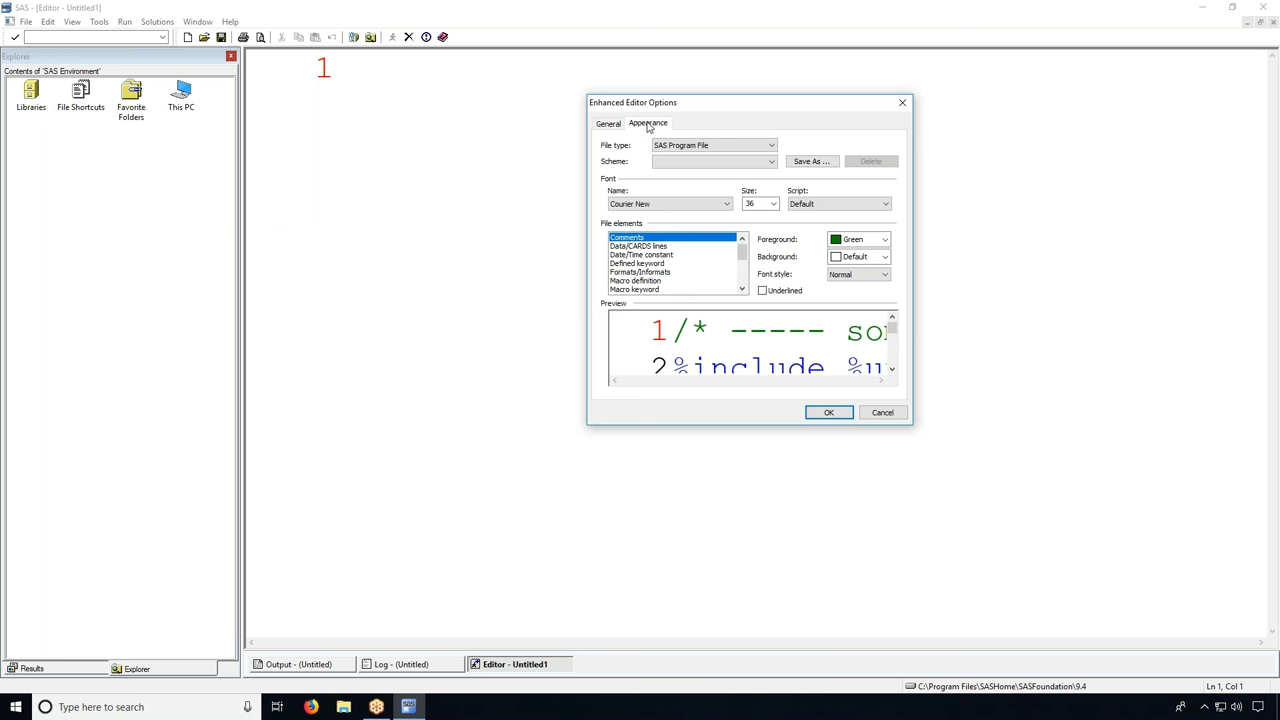 SAS - [Editor - Untitled1]
File Edit View Tools Run Solutions Window Help
Explorer
Contents of 'SAS Environment'
Libraries File Shortcuts Favorite Folders This PC
1
Enhanced Editor Options
General Appearance
File type: SAS Program File
Scheme: Save As ... Delete
Font
Name: Size: Script:
Courier New 36 Default
File elements
Comments
Data/CARDS lines
Date/Time constant
Defined keyword
Formats/Informats
Macro definition
Macro keyword
Foreground: Green
Background: Default
Font style: Normal
Underlined
Preview
1/* ----- so
2%include %u
OK Cancel
Results Explorer
Output - (Untitled) Log - (Untitled) Editor - Untitled1
C:\Program Files\SASHome\SASFoundation\9.4 Ln 1, Col 1
Type here to search
SAS